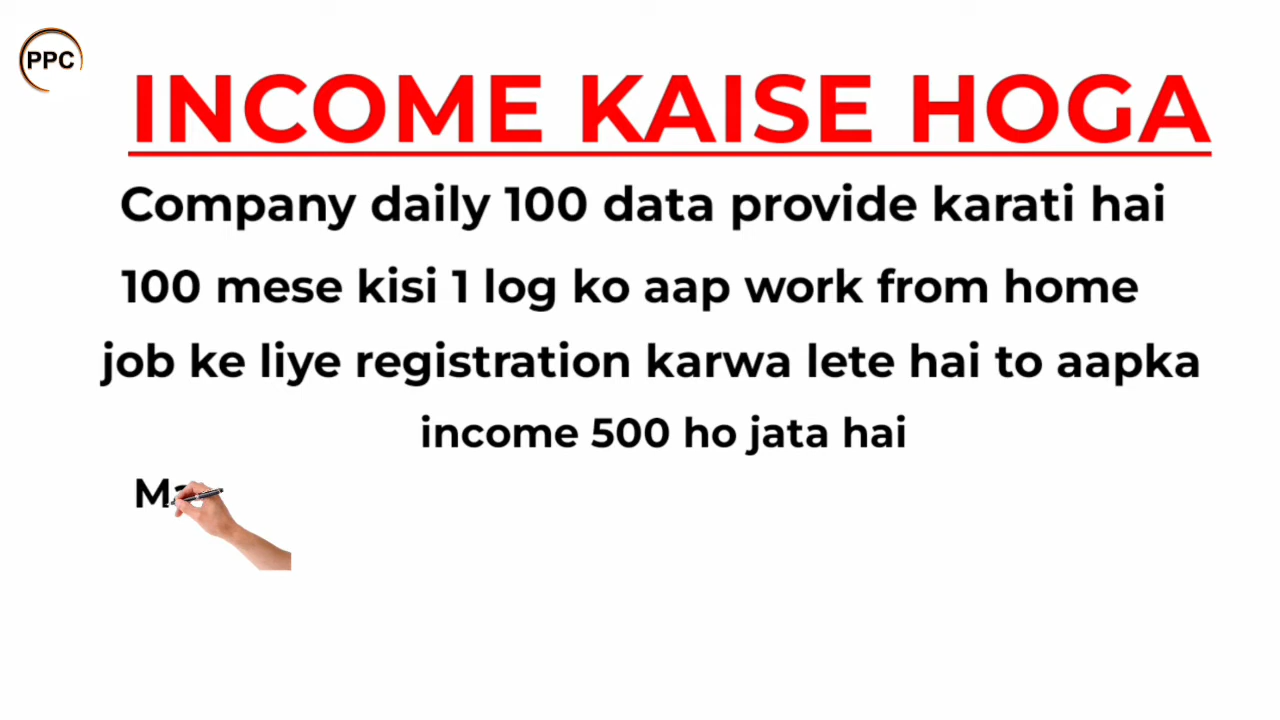 PPC
INCOME KAISE HOGA
Company daily 100 data provide karati hai
100 mese kisi 1 log ko aap work from home
job ke liye registration karwa lete hai to aapka
income 500 ho jata hai